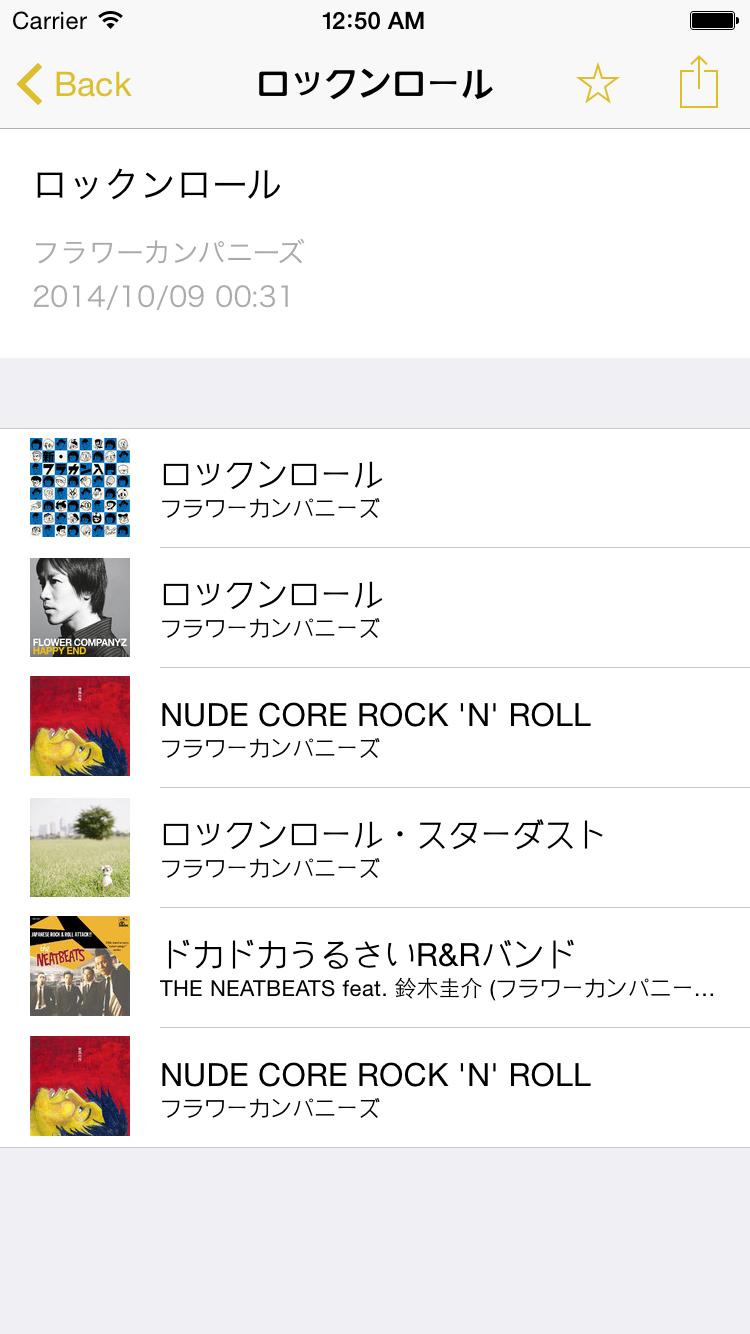 Carrier 12:50 AM
Back ロックンロール
ロックンロール
フラワーカンパニーズ
2014/10/09 00:31
新・
フラカン入門
ロックンロール
フラワーカンパニーズ
FLOWER COMPANYZ
HAPPY END
ロックンロール
フラワーカンパニーズ
NUDE CORE ROCK 'N' ROLL
フラワーカンパニーズ
ロックンロール・スターダスト
フラワーカンパニーズ
JAPANESE ROCK & ROLL ATTACK!!
the
NEATBEATS
ドカドカうるさいR&Rバンド
THE NEATBEATS feat. 鈴木圭介 (フラワーカンパニー...
NUDE CORE ROCK 'N' ROLL
フラワーカンパニーズ